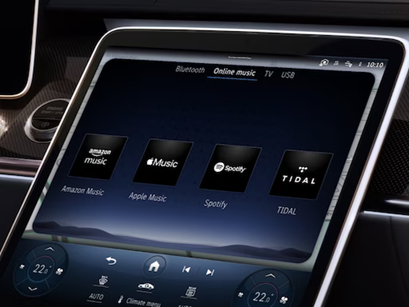 10:10
Bluetooth Online music TV USB
amazon music
Music
Spotify
TIDAL
Amazon Music
Apple Music
Spotify
TIDAL
22.0
22.0
AUTO
Climate menu
AUTO